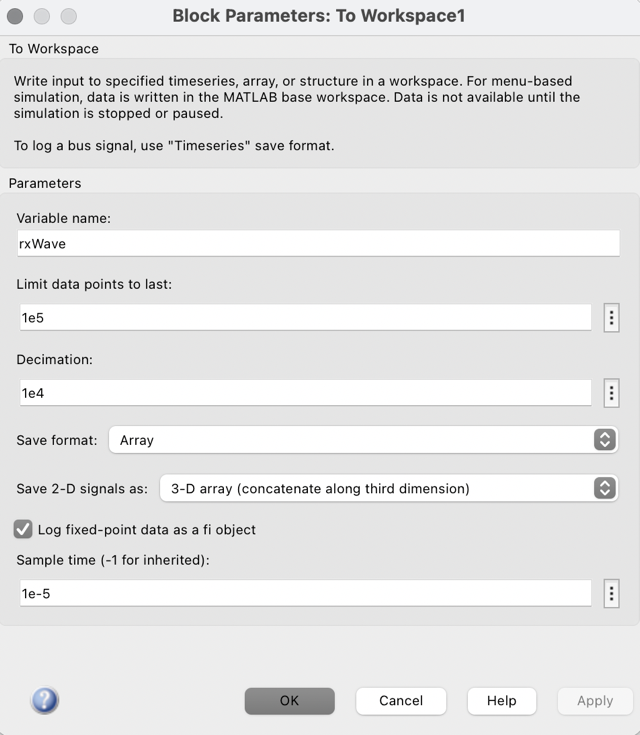 Block Parameters: To Workspace1
To Workspace
Write input to specified timeseries, array, or structure in a workspace. For menu-based
simulation, data is written in the MATLAB base workspace. Data is not available until the
simulation is stopped or paused.
To log a bus signal, use "Timeseries" save format.
Parameters
Variable name:
rxWave
Limit data points to last:
1e5
Decimation:
1e4
Save format: Array
Save 2-D signals as: 3-D array (concatenate along third dimension)
Log fixed-point data as a fi object
Sample time (-1 for inherited):
1e-5
? OK Cancel Help Apply